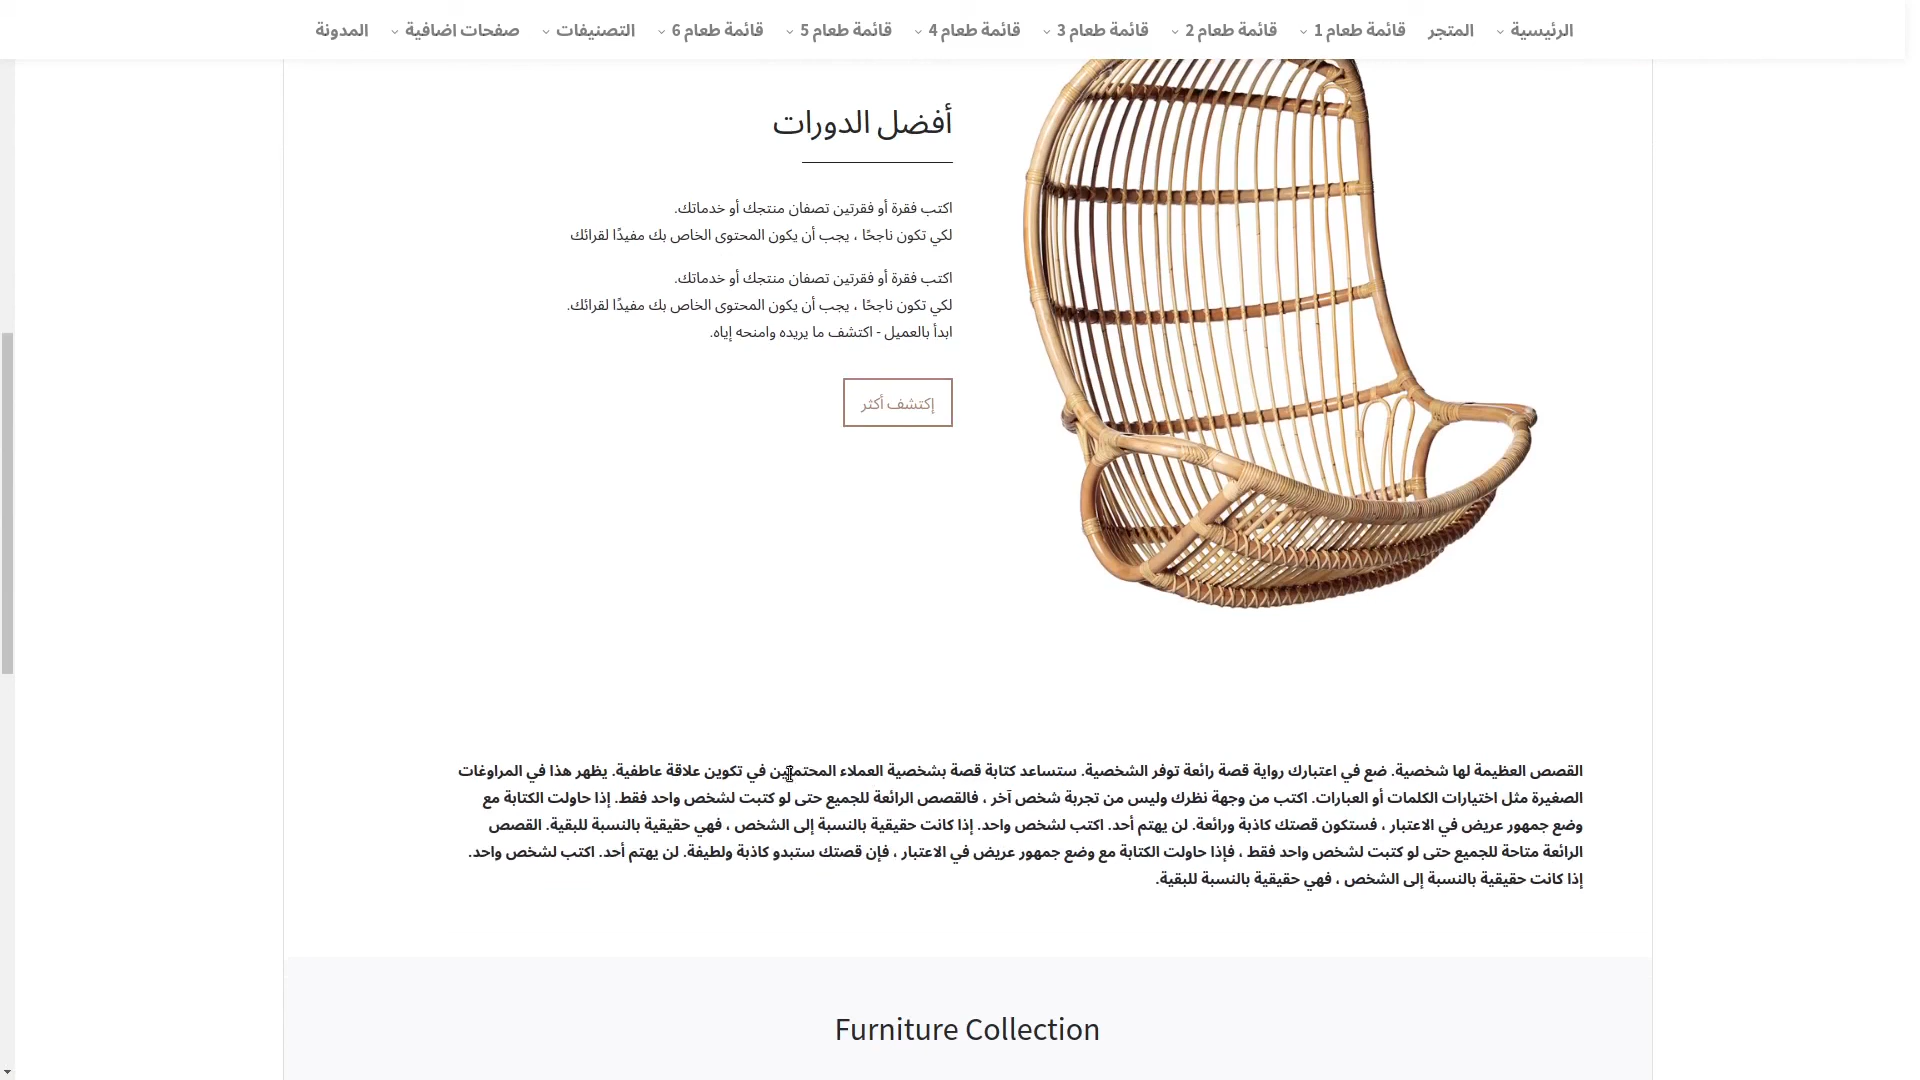 الرئيسية
المتجر
قائمة طعام 1
قائمة طعام 2
قائمة طعام 3
قائمة طعام 4
قائمة طعام 5
قائمة طعام 6
التصنيفات
صفحات اضافية
المدونة
أفضل الدورات
اكتب فقرة أو فقرتين تصفان منتجك أو خدماتك.
لكي تكون ناجحًا ، يجب أن يكون المحتوى الخاص بك مفيدًا لقرائك
اكتب فقرة أو فقرتين تصفان منتجك أو خدماتك.
لكي تكون ناجحًا ، يجب أن يكون المحتوى الخاص بك مفيدًا لقرائك.
ابدأ بالعميل - اكتشف ما يريده وامنحه إياه.
إكتشف أكثر
القصص العظيمة لها شخصية. ضع في اعتبارك رواية قصة رائعة توفر الشخصية. ستساعد كتابة قصة بشخصية العملاء المحتملين في تكوين علاقة عاطفية. يظهر هذا في المراوغات
الصغيرة مثل اختيارات الكلمات أو العبارات. اكتب من وجهة نظرك وليس من تجربة شخص آخر ، فالقصص الرائعة للجميع حتى لو كتبت لشخص واحد فقط. إذا حاولت الكتابة مع
وضع جمهور عريض في الاعتبار ، فستكون قصتك كاذبة ورائعة. لن يهتم أحد. اكتب لشخص واحد. إذا كانت حقيقية بالنسبة إلى الشخص ، فهي حقيقية بالنسبة للبقية. القصص
الرائعة متاحة للجميع حتى لو كتبت لشخص واحد فقط ، فإذا حاولت الكتابة مع وضع جمهور عريض في الاعتبار ، فإن قصتك ستبدو كاذبة ولطيفة. لن يهتم أحد. اكتب لشخص واحد.
إذا كانت حقيقية بالنسبة إلى الشخص ، فهي حقيقية بالنسبة للبقية.
Furniture Collection